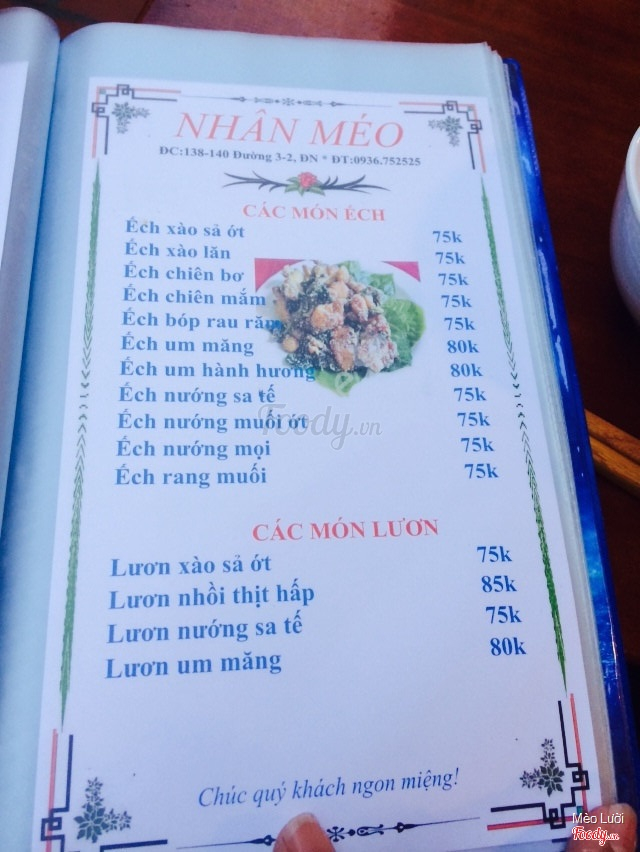 NHÂN MÉO
ĐC:138-140 Đường 3-2, ĐN * ĐT:0936.752525
CÁC MÓN ẾCH
Ếch xào sả ớt 75k
Ếch xào lăn 75k
Ếch chiên bơ 75k
Ếch chiên mắm 75k
Ếch bóp rau răm 75k
Ếch um măng 80k
Ếch um hành hương 80k
Ếch nướng sa tế 75k
Ếch nướng muối ớt 75k
Ếch nướng mọi 75k
Ếch rang muối 75k
Foody.vn
CÁC MÓN LƯƠN
Lươn xào sả ớt 75k
Lươn nhồi thịt hấp 85k
Lươn nướng sa tế 75k
Lươn um măng 80k
Chúc quý khách ngon miệng!
Mèo Lười
Foody.vn